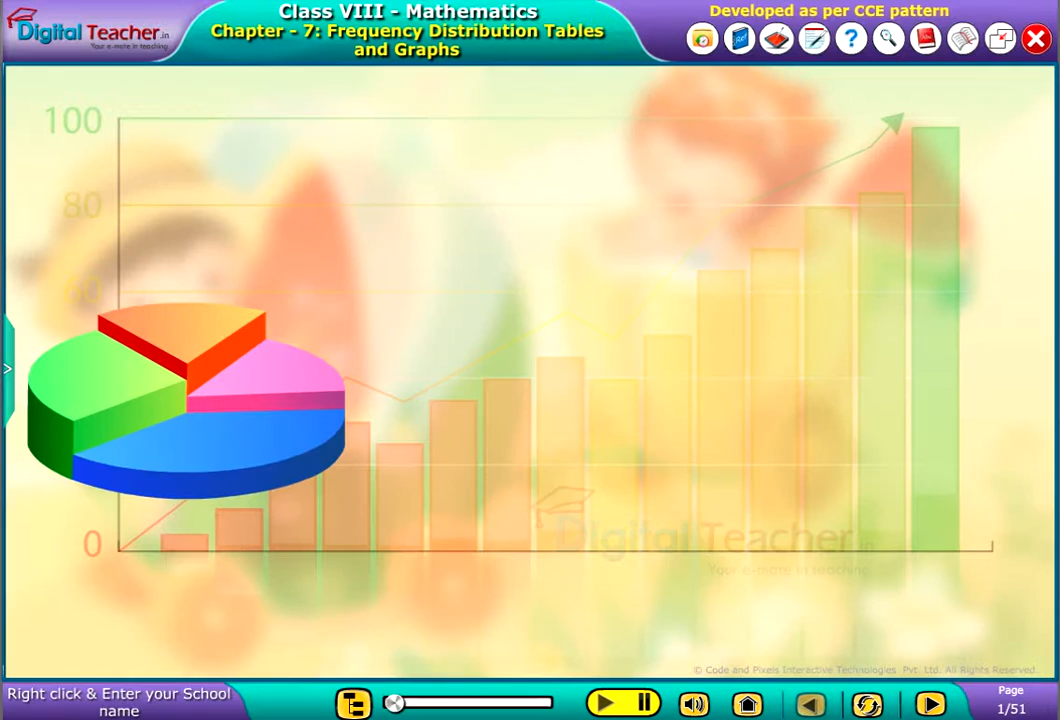 Digital Teacher.in
Your e-mate in teaching
Class VIII - Mathematics
Chapter - 7: Frequency Distribution Tables
and Graphs
Developed as per CCE pattern
Ref
?
Abc
100
80
60
0
Digital Teacher.in
Your e-mate in teaching
© Code and Pixels Interactive Technologies Pvt. Ltd. All Rights Reserved.
Right click & Enter your School
name
Page
1/51